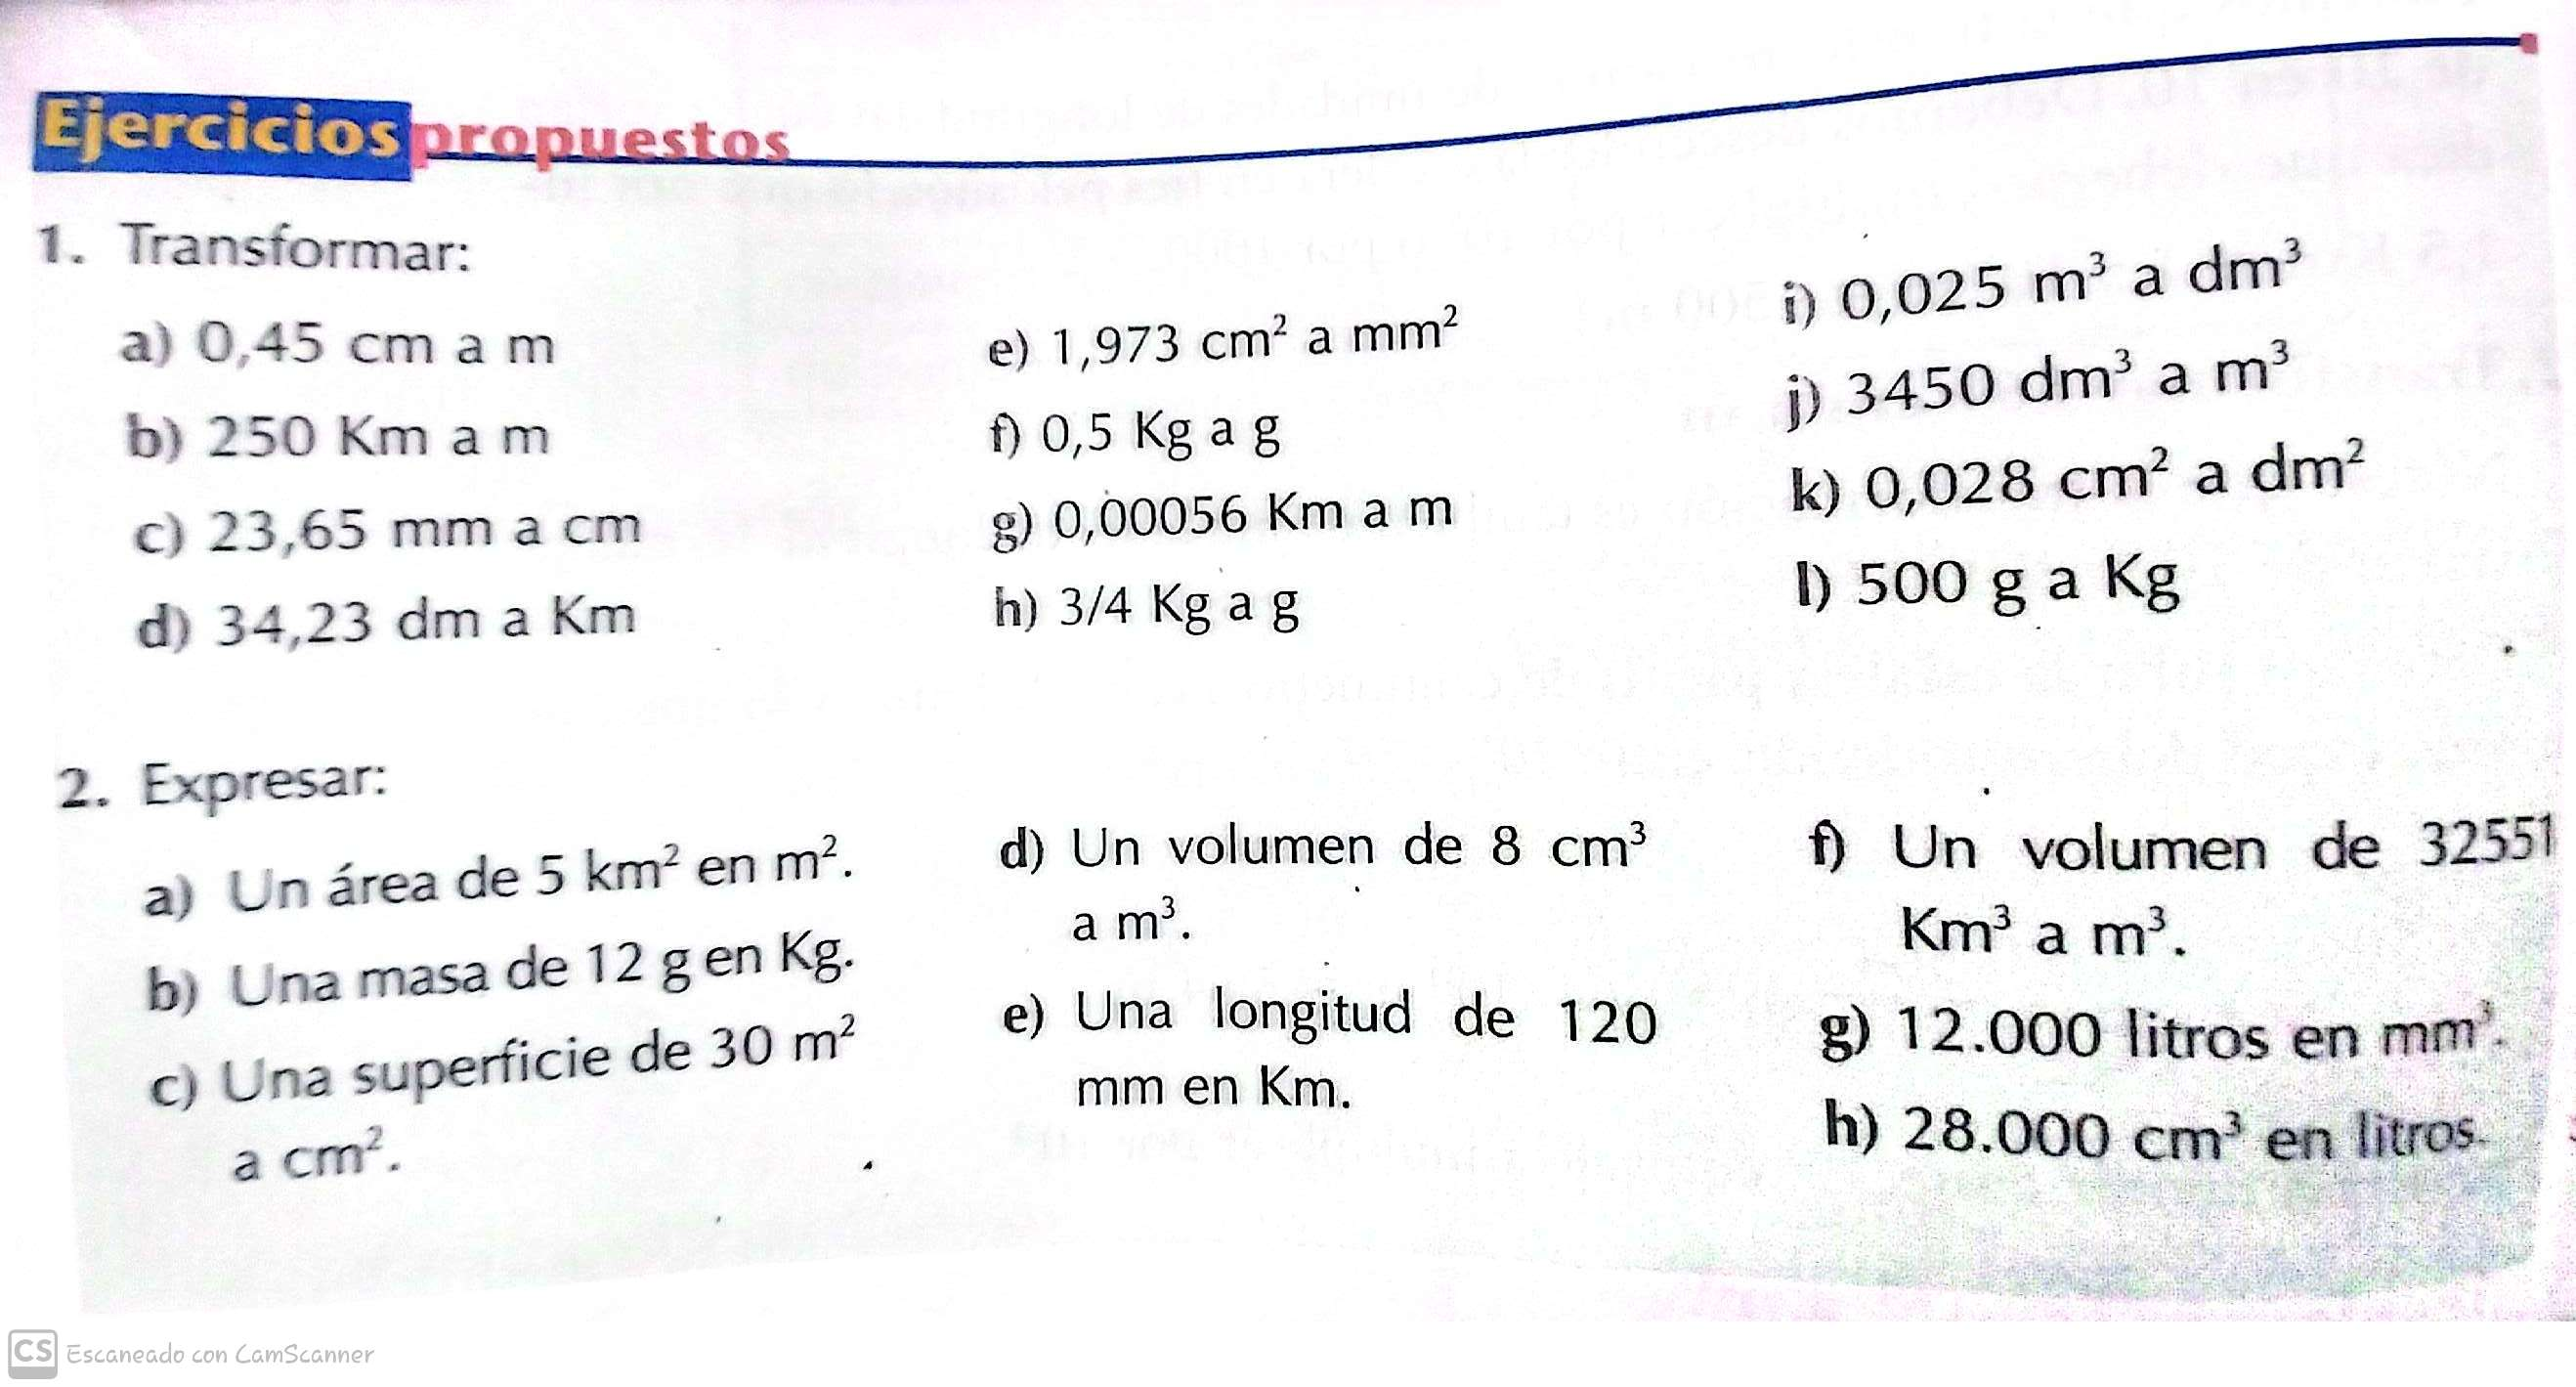 Ejercicios propuestos
1. Transformar:
a) 0,45 cm a m
b) 250 Km a m
c) 23,65 mm a cm
d) 34,23 dm a Km
e) 1,973 cm² a mm²
f) 0,5 Kg a g
g) 0,00056 Km a m
h) 3/4 Kg a g
i) 0,025 m³ a dm³
j) 3450 dm³ a m³
k) 0,028 cm² a dm²
l) 500 g a Kg
2. Expresar:
a) Un área de 5 km² en m².
b) Una masa de 12 g en Kg.
c) Una superficie de 30 m²
a cm².
d) Un volumen de 8 cm³
a m³.
e) Una longitud de 120
mm en Km.
f) Un volumen de 32551
Km³ a m³.
g) 12.000 litros en mm³.
h) 28.000 cm³ en litros.
CS Escaneado con CamScanner